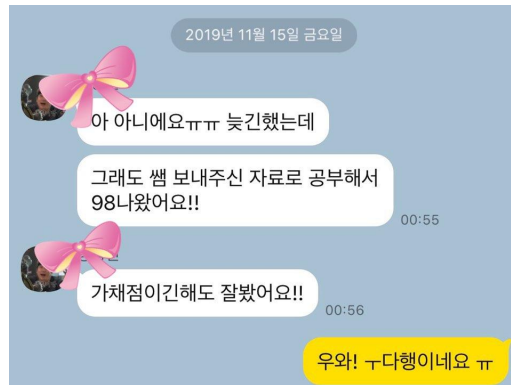 2019년 11월 15일 금요일
아 아니에요ㅠㅠ 늦긴했는데
그래도 쌤 보내주신 자료로 공부해서
98나왔어요!!
00:55
가채점이긴해도 잘봤어요!!
00:56
우와! ㅜ다행이네요 ㅠ